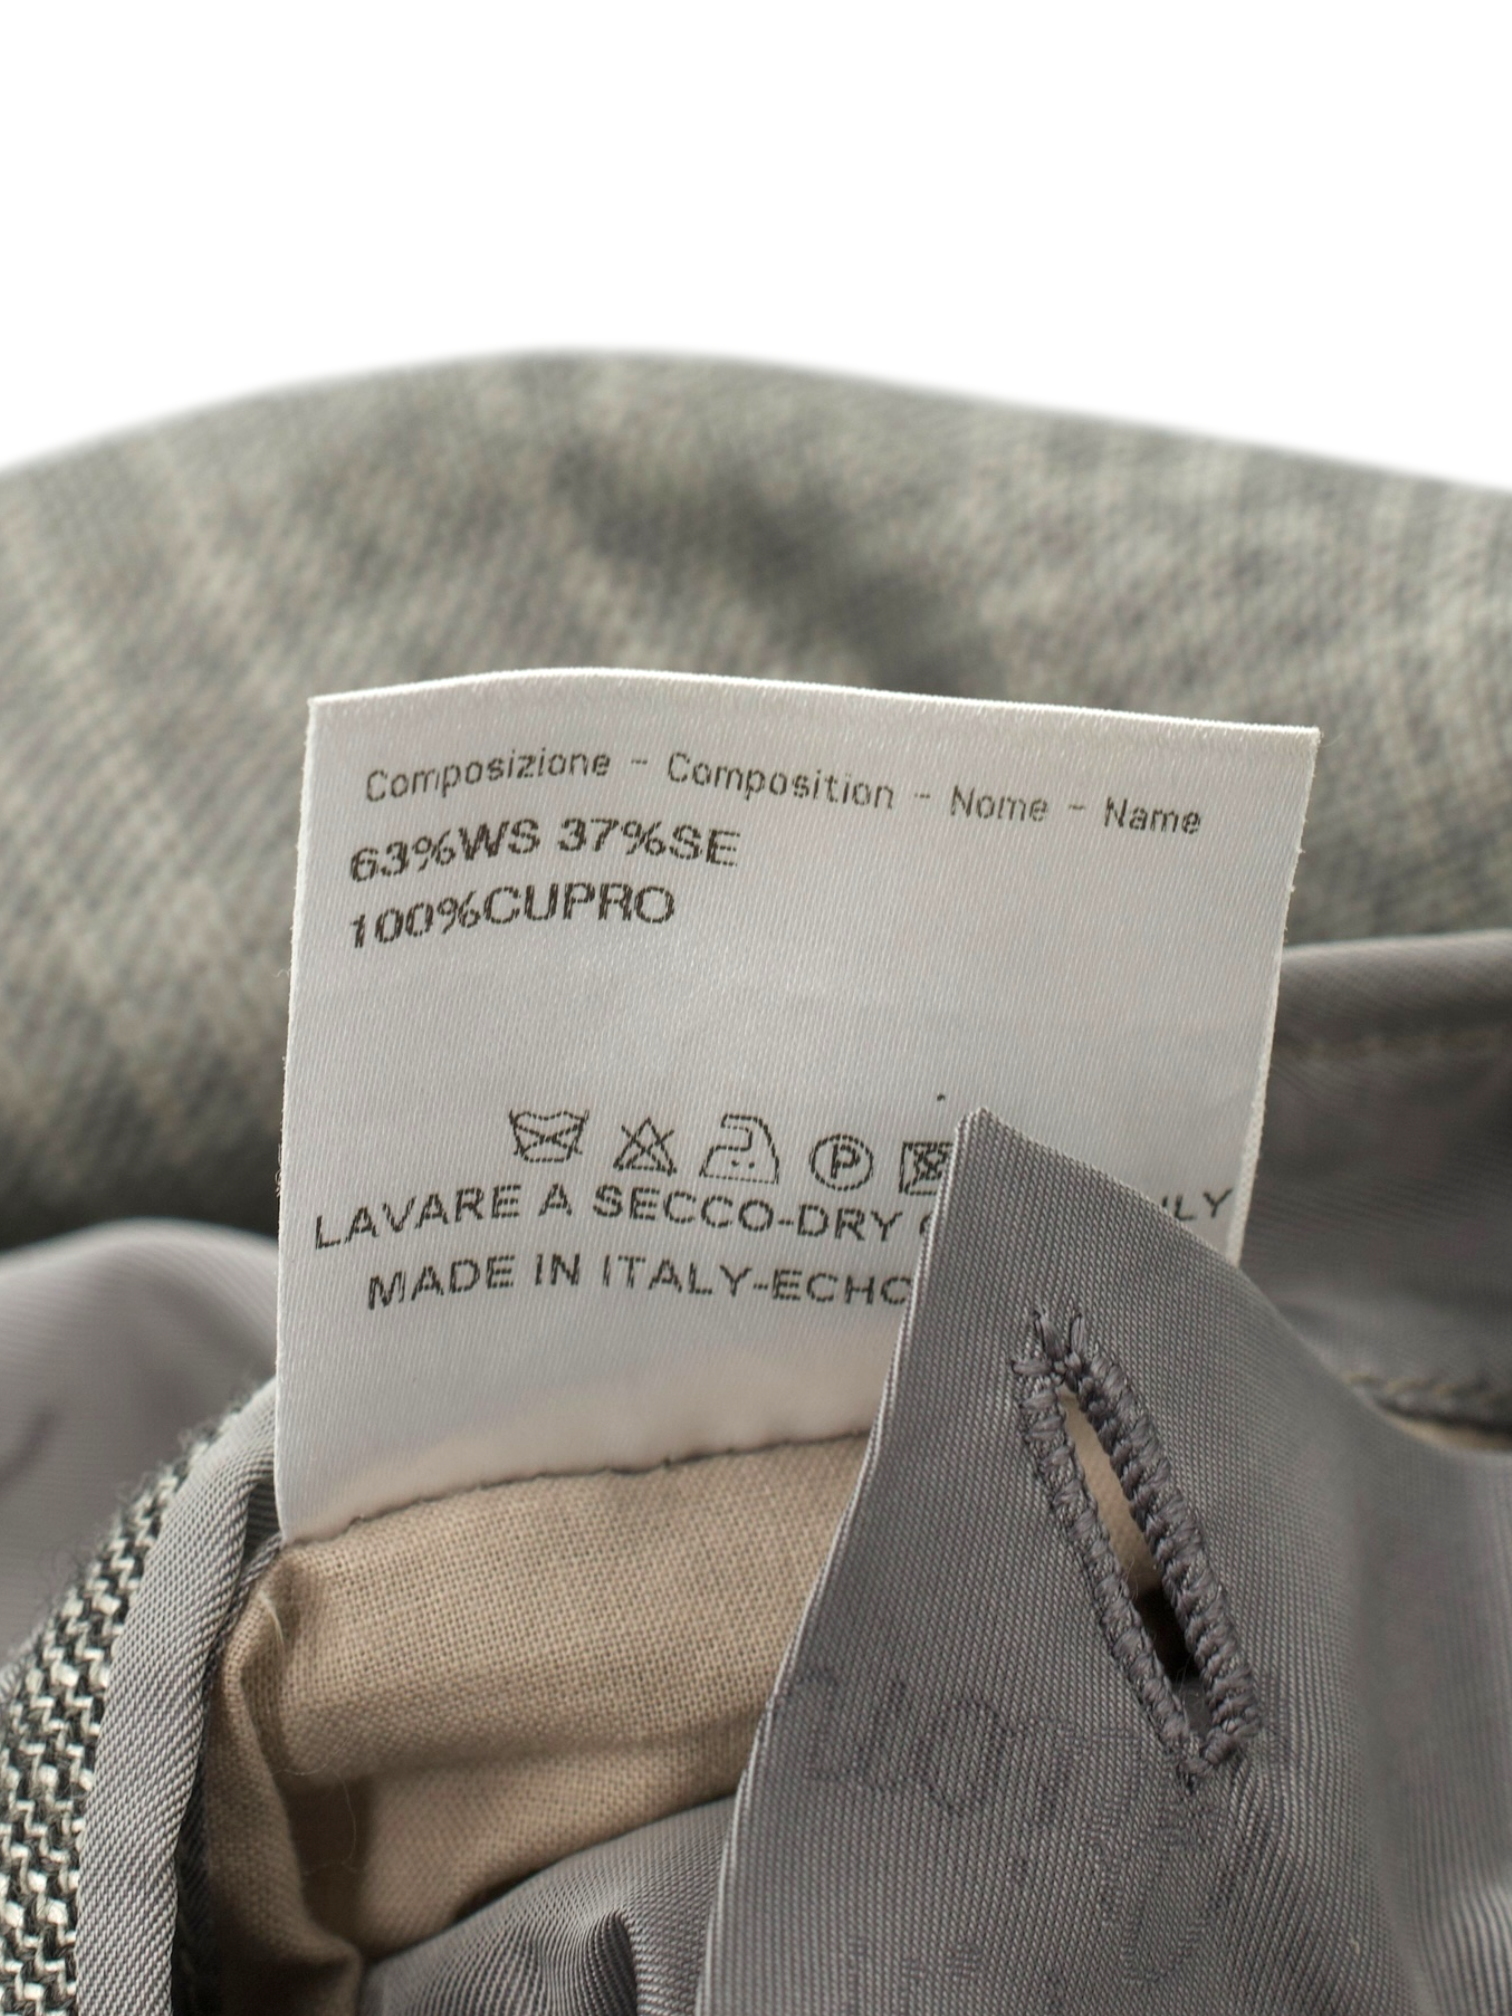 Composizione - Composition - Nome - Name
63%WS 37%SE
100%CUPRO
P
LAVARE A SECCO-DRY
MADE IN ITALY-ECHO